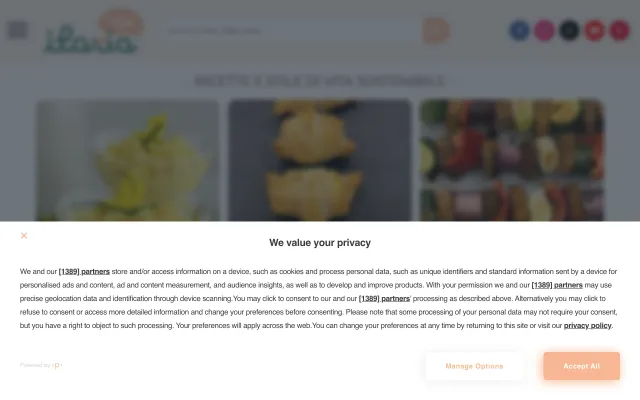 ilaria
RICETTE E STILE DI VITA SOSTENIBILE
×
We value your privacy
We and our [1389] partners store and/or access information on a device, such as cookies and process personal data, such as unique identifiers and standard information sent by a device for
personalised ads and content, ad and content measurement, and audience insights, as well as to develop and improve products. With your permission we and our [1389] partners may use
precise geolocation data and identification through device scanning.You may click to consent to our and our [1389] partners' processing as described above. Alternatively you may click to
refuse to consent or access more detailed information and change your preferences before consenting. Please note that some processing of your personal data may not require your consent,
but you have a right to object to such processing. Your preferences will apply across the web.You can change your preferences at any time by returning to this site or visit our privacy policy.
Powered by
Manage Options
Accept All